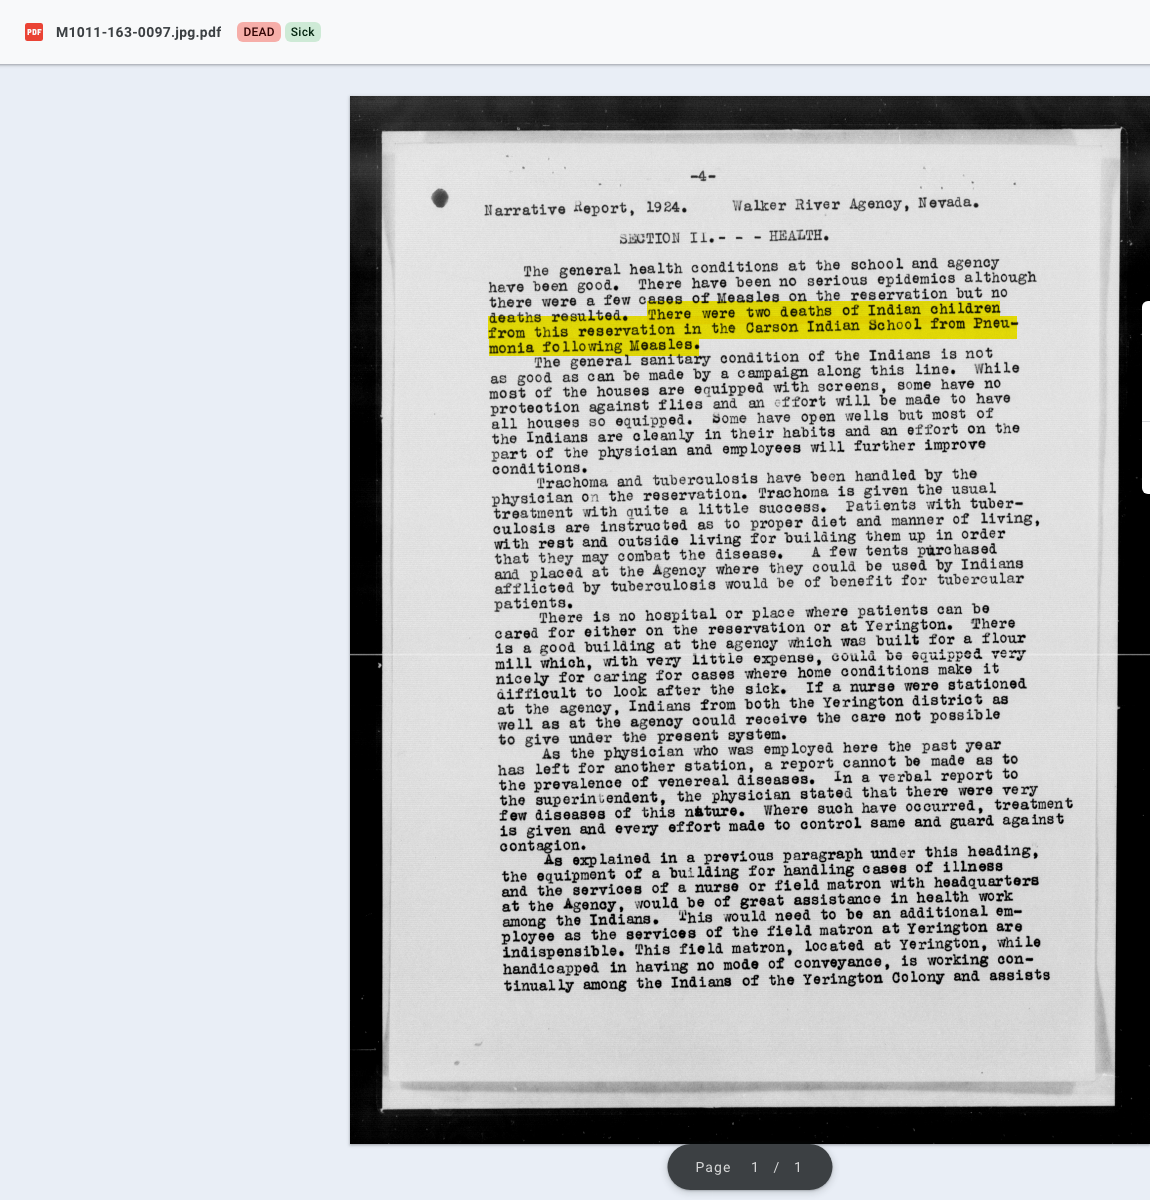 PDF M1011-163-0097.jpg.pdf DEAD Sick
-4-
Narrative Report, 1924. Walker River Agency, Nevada.
SECTION II.- - - HEALTH.
The general health conditions at the school and agency
have been good. There have been no serious epidemics although
there were a few cases of Measles on the reservation but no
deaths resulted. There were two deaths of Indian children
from this reservation in the Carson Indian School from Pneu-
monia following Measles.
The general sanitary condition of the Indians is not
as good as can be made by a campaign along this line. While
most of the houses are equipped with screens, some have no
protection against flies and an effort will be made to have
all houses so equipped. Some have open wells but most of
the Indians are cleanly in their habits and an effort on the
part of the physician and employees will further improve
conditions.
Trachoma and tuberculosis have been handled by the
physician on the reservation. Trachoma is given the usual
treatment with quite a little success. Patients with tuber-
culosis are instructed as to proper diet and manner of living,
with rest and outside living for building them up in order
that they may combat the disease. A few tents purchased
and placed at the Agency where they could be used by Indians
afflicted by tuberculosis would be of benefit for tubercular
patients.
There is no hospital or place where patients can be
cared for either on the reservation or at Yerington. There
is a good building at the agency which was built for a flour
mill which, with very little expense, could be equipped very
nicely for caring for cases where home conditions make it
difficult to look after the sick. If a nurse were stationed
at the agency, Indians from both the Yerington district as
well as at the agency could receive the care not possible
to give under the present system.
As the physician who was employed here the past year
has left for another station, a report cannot be made as to
the prevalence of venereal diseases. In a verbal report to
the superintendent, the physician stated that there were very
few diseases of this nature. Where such have occurred, treatment
is given and every effort made to control same and guard against
contagion.
As explained in a previous paragraph under this heading,
the equipment of a building for handling cases of illness
and the services of a nurse or field matron with headquarters
at the Agency, would be of great assistance in health work
among the Indians. This would need to be an additional em-
ployee as the services of the field matron at Yerington are
indispensible. This field matron, located at Yerington, while
handicapped in having no mode of conveyance, is working con-
tinually among the Indians of the Yerington Colony and assists
Page 1 / 1